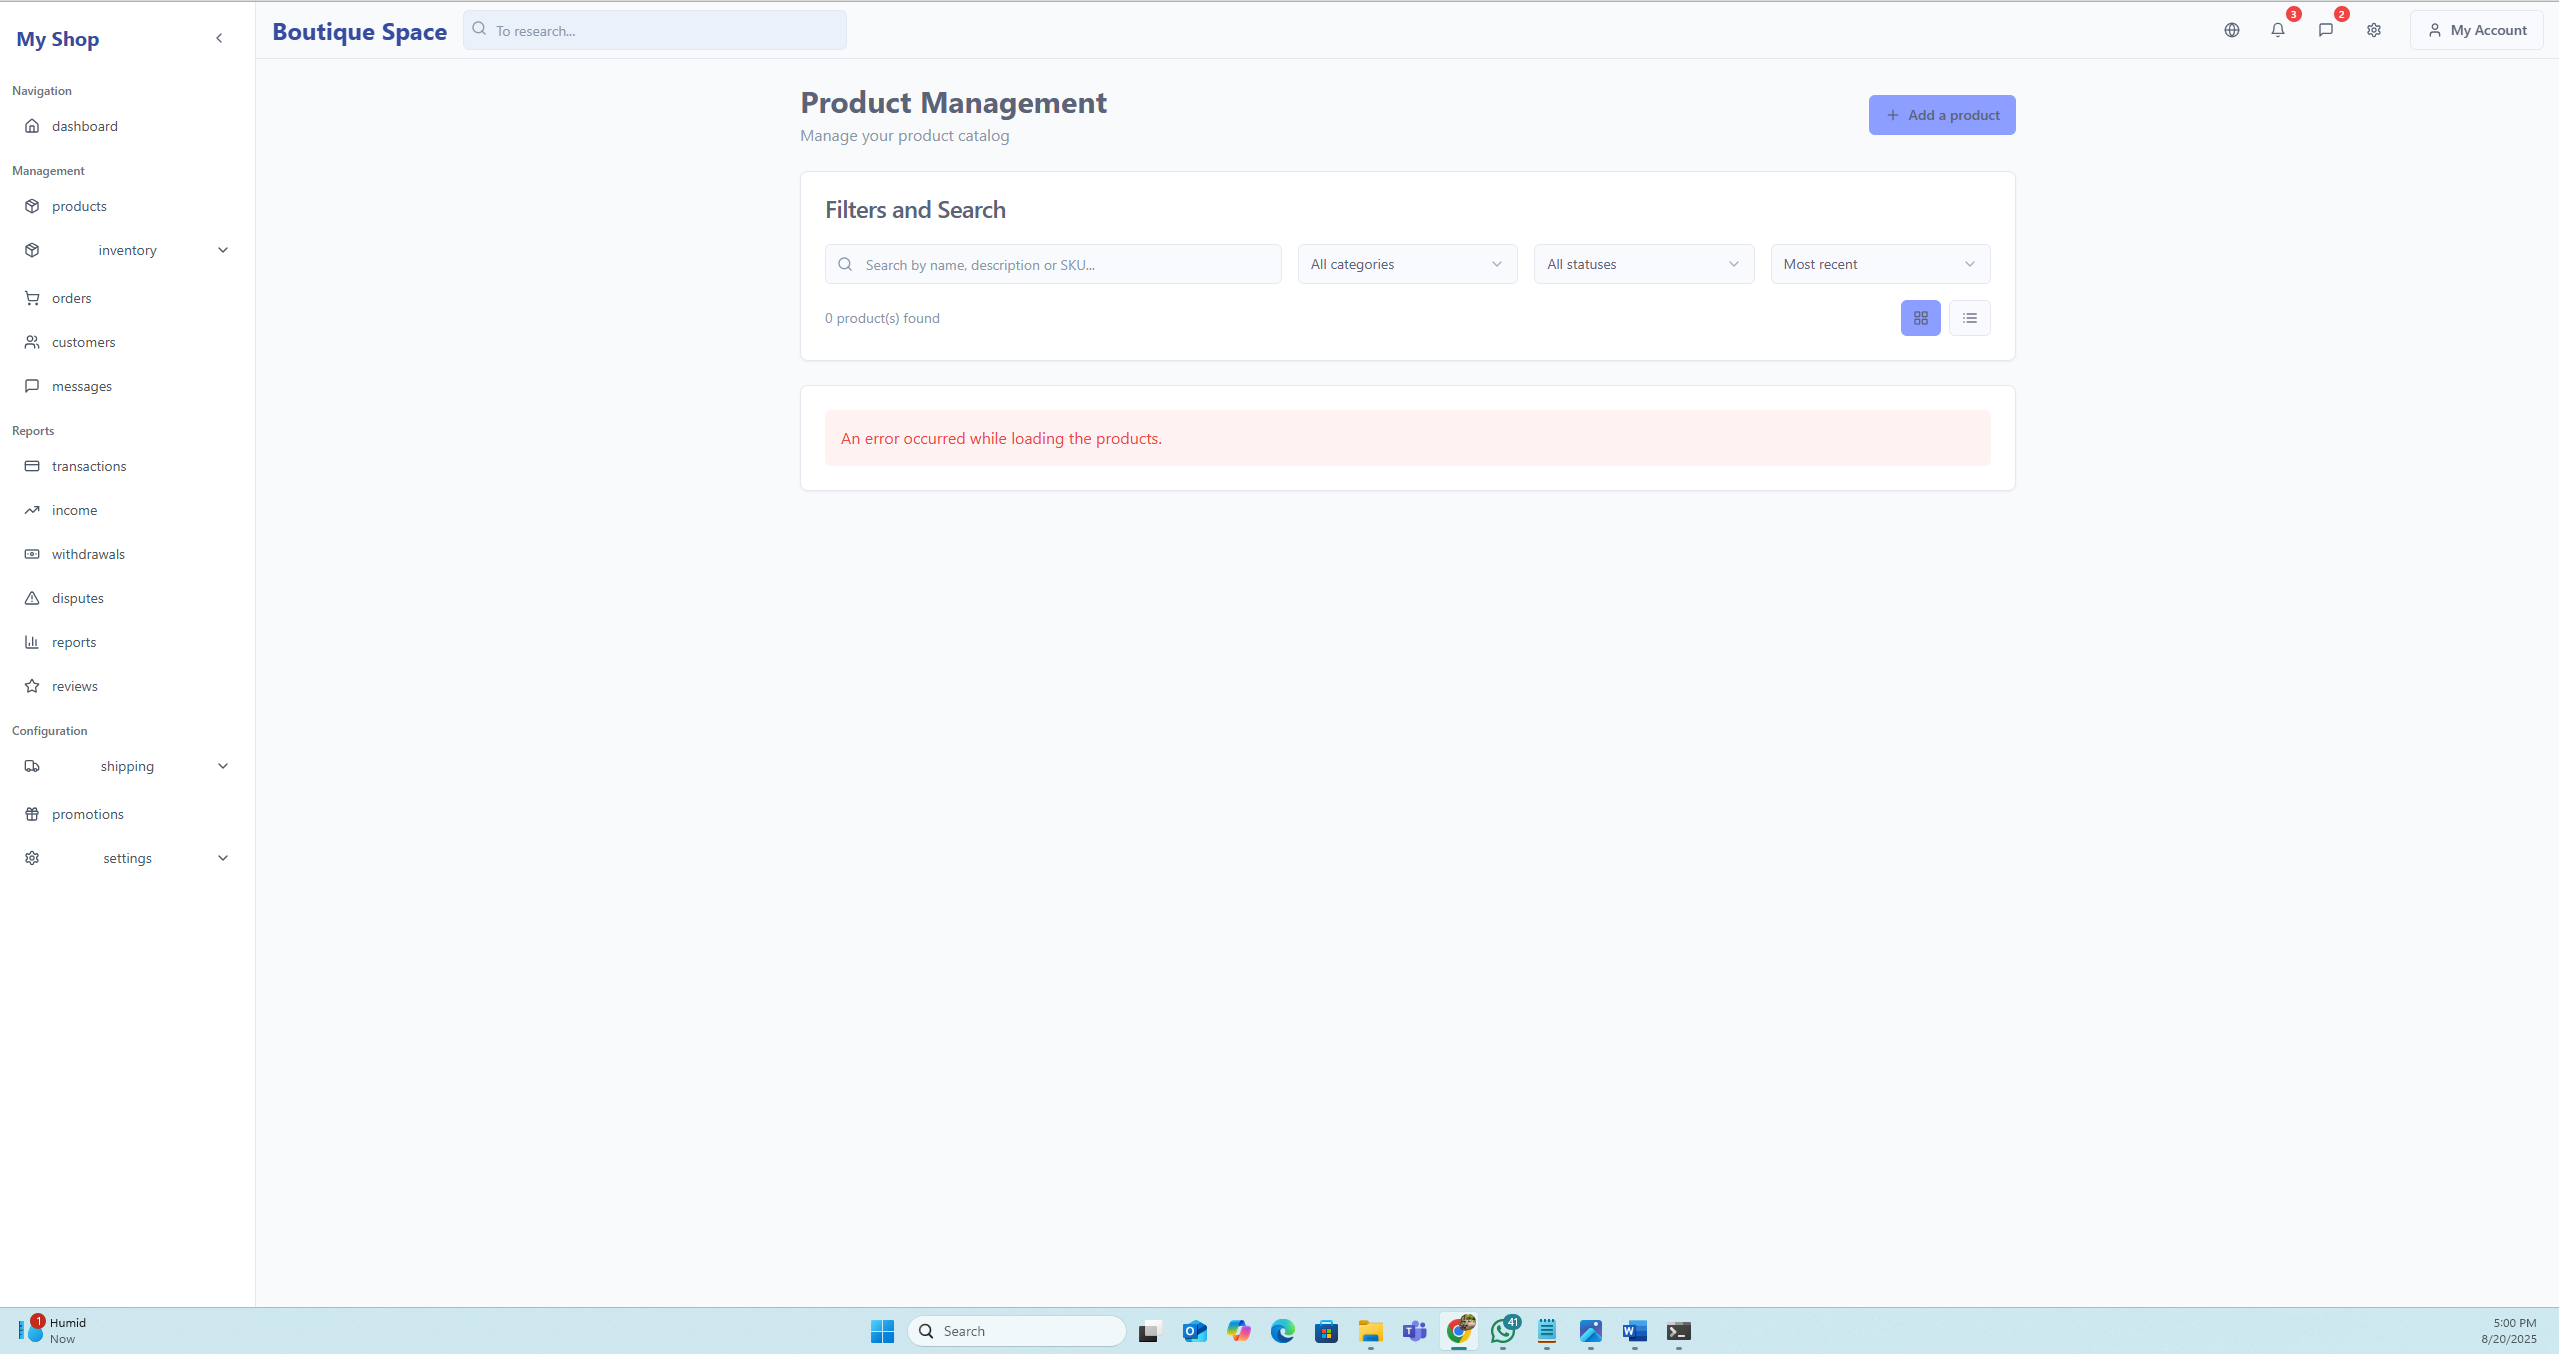 My Shop
Boutique Space
To research...
3
2
My Account
Navigation
dashboard
Management
products
inventory
orders
customers
messages
Reports
transactions
income
withdrawals
disputes
reports
reviews
Configuration
shipping
promotions
settings
Product Management
Manage your product catalog
Add a product
Filters and Search
Search by name, description or SKU...
All categories
All statuses
Most recent
0 product(s) found
An error occurred while loading the products.
1
Humid
Now
Search
41
5:00 PM
8/20/2025